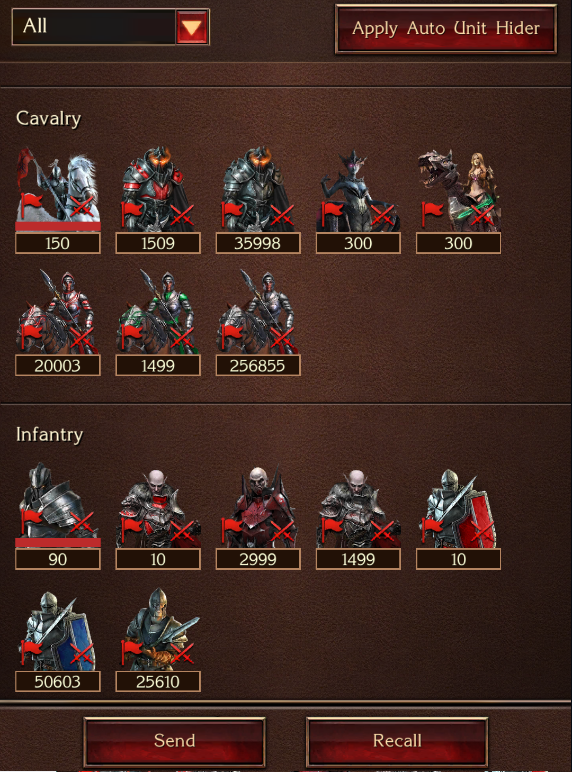 All
Apply Auto Unit Hider
Cavalry
150 1509 35998 300 300
20003 1499 256855
Infantry
90 10 2999 1499 10
50603 25610
Send Recall